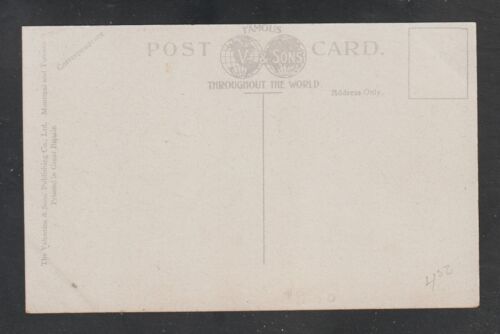 FAMOUS
POST CARD.
& SONS
THROUGHOUT THE WORLD
Correspondence
Address Only.
The Valentine & Sons Publishing Co., Ltd. Montreal and Toronto
Printed in Great Britain.